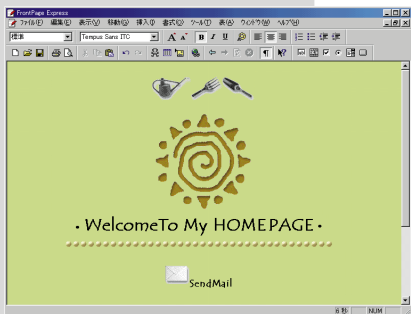 FrontPage Express
ファイル(F) 編集(E) 表示(V) 移動(G) 挿入(I) 書式(O) ツール(T) 表(A) ウィンドウ(W) ヘルプ(H)
標準 Tempus Sans ITC
・WelcomeTo My HOMEPAGE・
SendMail
6 秒 NUM